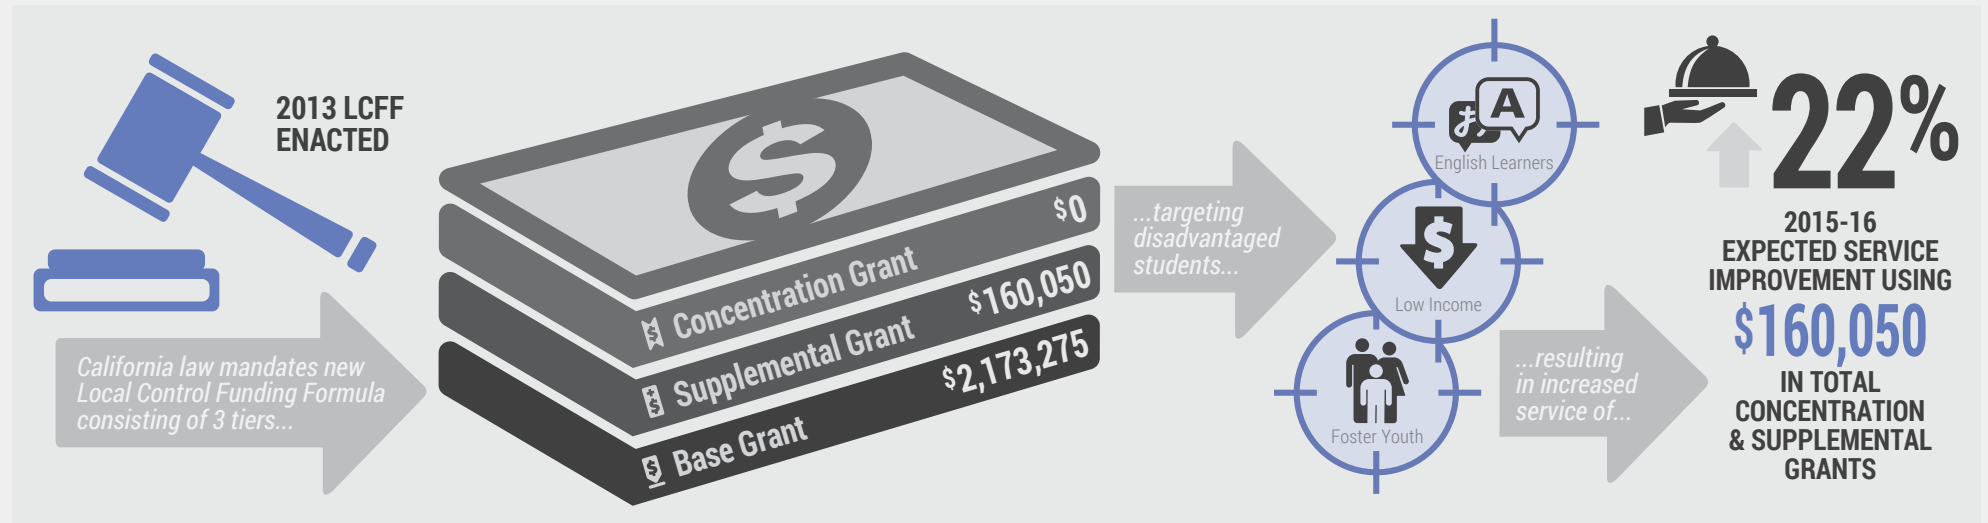 2013 LCFF
ENACTED
California law mandates new
Local Control Funding Formula
consisting of 3 tiers...
$
$ Concentration Grant $0
$ Supplemental Grant $160,050
$ Base Grant $2,173,275
...targeting
disadvantaged
students...
あ A
English Learners
$
Low Income
Foster Youth
...resulting
in increased
service of...
22%
2015-16
EXPECTED SERVICE
IMPROVEMENT USING
$160,050
IN TOTAL
CONCENTRATION
& SUPPLEMENTAL
GRANTS